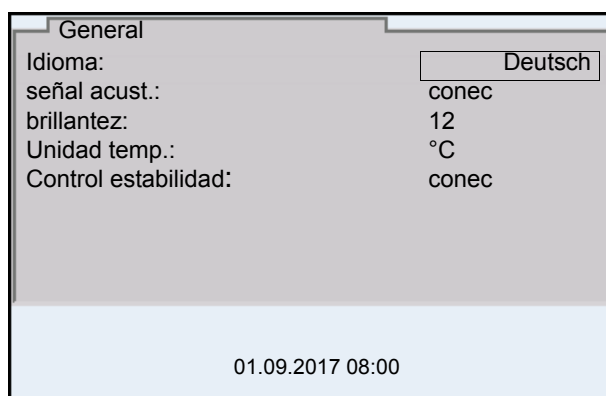 General
Idioma: Deutsch
señal acust.: conec
brillantez: 12
Unidad temp.: °C
Control estabilidad: conec
01.09.2017 08:00